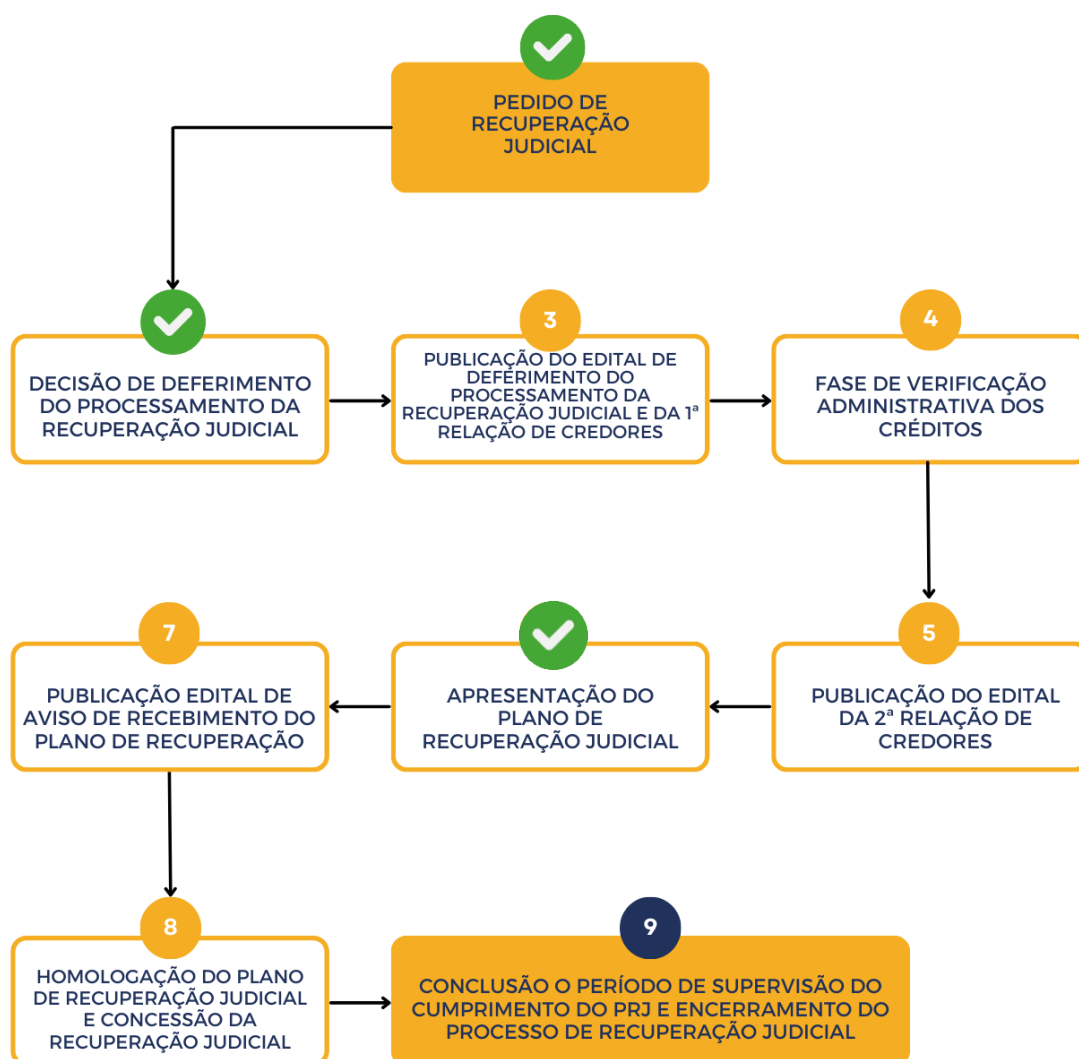 PEDIDO DE
RECUPERAÇÃO
JUDICIAL
DECISÃO DE DEFERIMENTO
DO PROCESSAMENTO DA
RECUPERAÇÃO JUDICIAL
3
PUBLICAÇÃO DO EDITAL DE
DEFERIMENTO DO
PROCESSAMENTO DA
RECUPERAÇÃO JUDICIAL E DA 1ª
RELAÇÃO DE CREDORES
4
FASE DE VERIFICAÇÃO
ADMINISTRATIVA DOS
CRÉDITOS
5
PUBLICAÇÃO DO EDITAL
DA 2ª RELAÇÃO DE
CREDORES
APRESENTAÇÃO DO
PLANO DE
RECUPERAÇÃO JUDICIAL
7
PUBLICAÇÃO EDITAL DE
AVISO DE RECEBIMENTO DO
PLANO DE RECUPERAÇÃO
8
HOMOLOGAÇÃO DO PLANO
DE RECUPERAÇÃO JUDICIAL
E CONCESSÃO DA
RECUPERAÇÃO JUDICIAL
9
CONCLUSÃO O PERÍODO DE SUPERVISÃO DO
CUMPRIMENTO DO PRJ E ENCERRAMENTO DO
PROCESSO DE RECUPERAÇÃO JUDICIAL